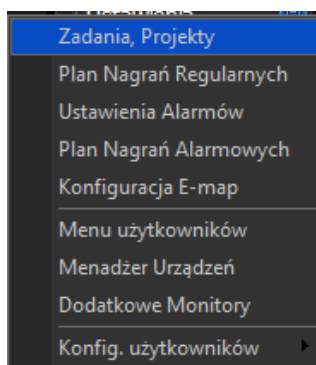 Zadania, Projekty
Plan Nagrań Regularnych
Ustawienia Alarmów
Plan Nagrań Alarmowych
Konfiguracja E-map
Menu użytkowników
Menadżer Urządzeń
Dodatkowe Monitory
Konfig. użytkowników